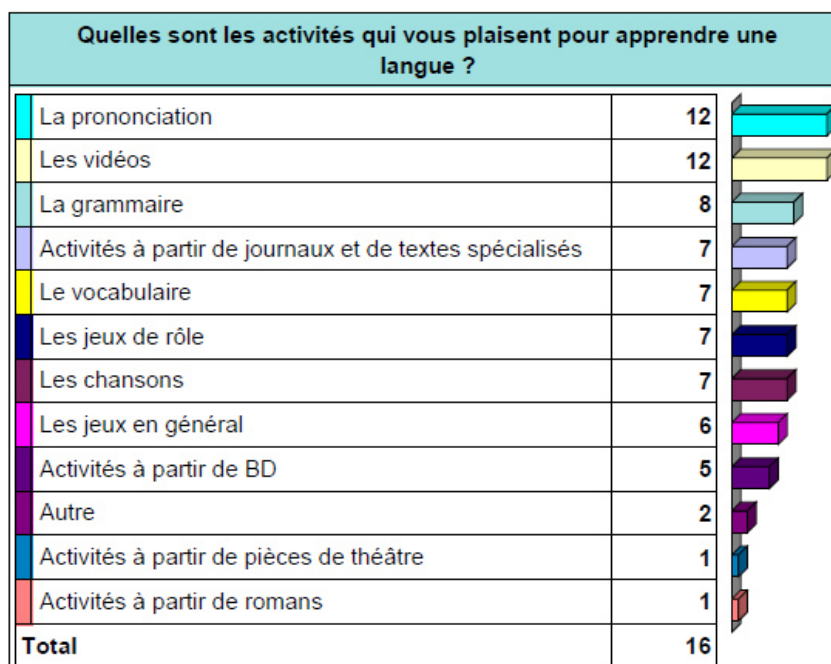 Quelles sont les activités qui vous plaisent pour apprendre une
langue ?
La prononciation 12
Les vidéos 12
La grammaire 8
Activités à partir de journaux et de textes spécialisés 7
Le vocabulaire 7
Les jeux de rôle 7
Les chansons 7
Les jeux en général 6
Activités à partir de BD 5
Autre 2
Activités à partir de pièces de théâtre 1
Activités à partir de romans 1
Total 16